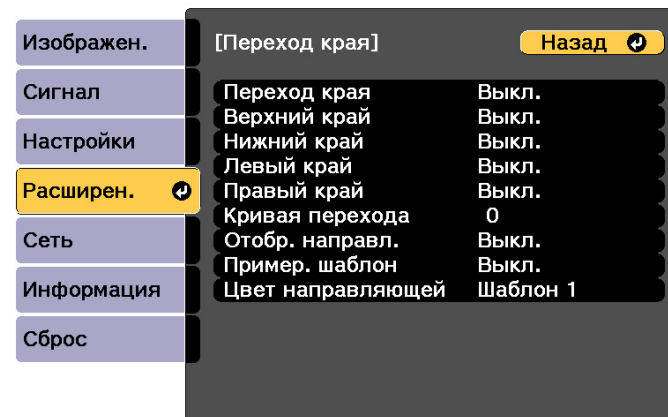 Изображен.
Сигнал
Настройки
Расширен.
Сеть
Информация
Сброс
[Переход края] Назад
Переход края Выкл.
Верхний край Выкл.
Нижний край Выкл.
Левый край Выкл.
Правый край Выкл.
Кривая перехода 0
Отобр. направл. Выкл.
Пример. шаблон Выкл.
Цвет направляющей Шаблон 1